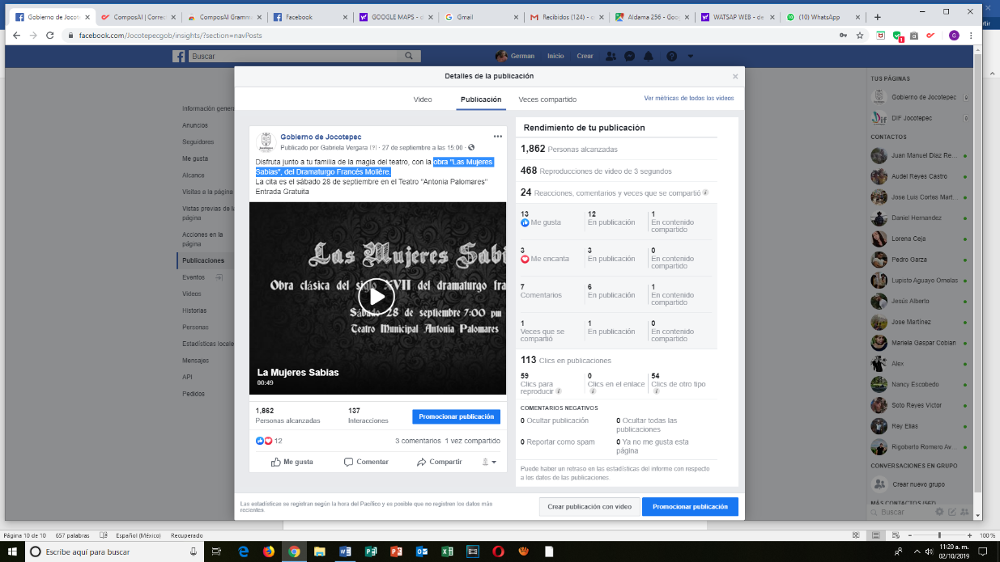 Gobierno de Jocote
ComposAI | Correct
ComposAI Gramma
Facebook
GOOGLE MAPS - d
Gmail
Recibidos (124) - c
Aldama 256 - Goo
WATSAP WEB - de
(10) WhatsApp
facebook.com/Jocotepecgob/insights/?section=navPosts
Buscar
German Inicio Crear
Información genera
Anuncios
Seguidores
Me gusta
Alcance
Visitas a la página
Vistas previas de la
página
Acciones en la
página
Publicaciones
Eventos
Videos
Historias
Personas
Estadísticas locale
Mensajes
API
Pedidos
Detalles de la publicación
Video Publicación Veces compartido Ver métricas de todos los videos
Gobierno de Jocotepec
Publicado por Gabriela Vergara [?] · 27 de septiembre a las 15:00 ·
Disfruta junto a tu familia de la magia del teatro, con la obra "Las Mujeres
Sabias", del Dramaturgo Francés Molière.
La cita es el sábado 28 de septiembre en el Teatro "Antonia Palomares"
Entrada Gratuita
Las Mujeres Sabi
Obra clásica del siglo XVII del dramaturgo fra
Sábado 28 de septiembre 7:00 pm
Teatro Municipal Antonia Palomares
La Mujeres Sabias
00:49
1,862
Personas alcanzadas
137
Interacciones
Promocionar publicación
12
3 comentarios 1 vez compartido
Me gusta Comentar Compartir
Rendimiento de tu publicación
1,862 Personas alcanzadas
468 Reproducciones de video de 3 segundos
24 Reacciones, comentarios y veces que se compartió
13
Me gusta
12
En publicación
1
En contenido
compartido
3
Me encanta
3
En publicación
0
En contenido
compartido
7
Comentarios
6
En publicación
1
En contenido
compartido
1
Veces que se
compartió
1
En publicación
0
En contenido
compartido
113 Clics en publicaciones
59
Clics para
reproducir
0
Clics en el enlace
54
Clics de otro tipo
COMENTARIOS NEGATIVOS
0 Ocultar publicación
0 Ocultar todas las
publicaciones
0 Reportar como spam
0 Ya no me gusta esta
página
Puede haber un retraso en las estadísticas del informe con respecto
a los datos de las publicaciones.
Las estadísticas se registran según la hora del Pacífico y es posible que no registren los datos más
recientes.
Crear publicación con video
Promocionar publicación
TUS PÁGINAS
Gobierno de Jocotepec 9
DIF Jocotepec
CONTACTOS
Juan Manuel Díaz Re...
Audel Reyes Castro
Jose Luis Cortes Mart...
Daniel Hernandez
Lorena Ceja
Pedro Garza
Lupisto Aguayo Ornelas
Jesús Alberto
Jose Martínez
Mariela Gaspar Cobian
Alex
Nancy Escobedo
Soto Reyes Victor
Rey Elias
Rigoberto Romero Av...
CONVERSACIONES EN GRUPO
Crear nuevo grupo
Buscar
Página 10 de 10 657 palabras Español (México) Recuperado
100 %
Escribe aquí para buscar
11:20 a. m.
02/10/2019